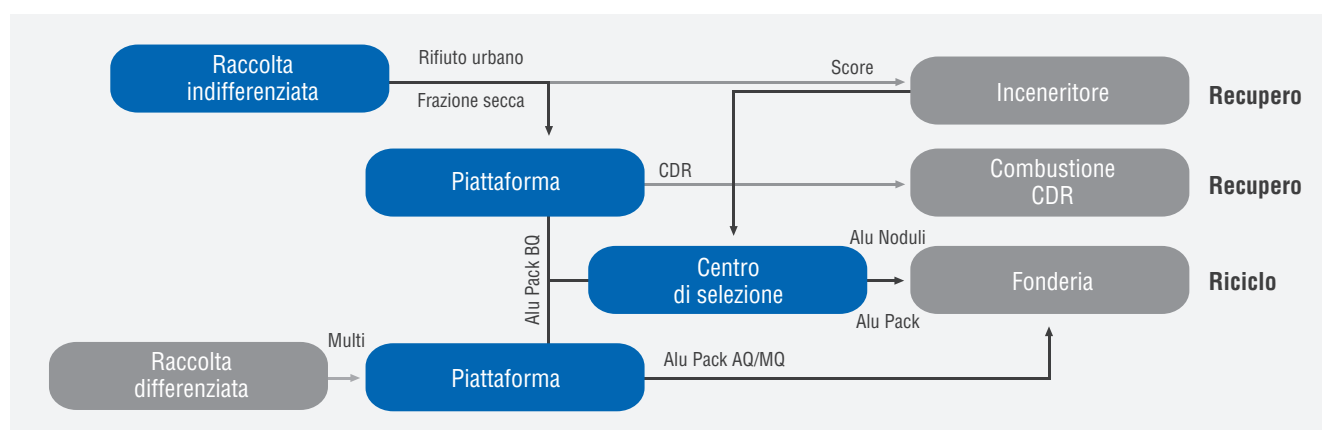 Raccolta
indifferenziata
Rifiuto urbano
Frazione secca
Score
Inceneritore
Recupero
Piattaforma
CDR
Combustione
CDR
Recupero
Alu Pack BQ
Centro
di selezione
Alu Noduli
Alu Pack
Fonderia
Riciclo
Raccolta
differenziata
Multi
Piattaforma
Alu Pack AQ/MQ